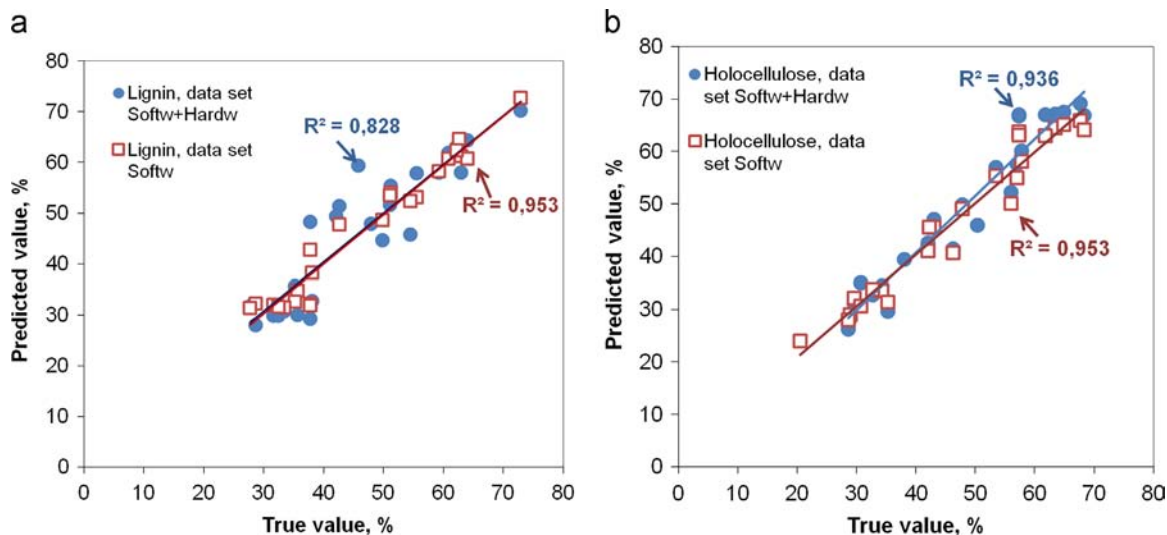 a
Predicted value, %
80
70
60
50
40
30
20
10
0
Lignin, data set
Softw+Hardw
Lignin, data set
Softw
R² = 0,828
R² = 0,953
0 10 20 30 40 50 60 70 80
True value, %
b
Predicted value, %
80
70
60
50
40
30
20
10
0
Holocellulose, data
set Softw+Hardw
Holocellulose, data
set Softw
R² = 0,936
R² = 0,953
0 10 20 30 40 50 60 70 80
True value, %